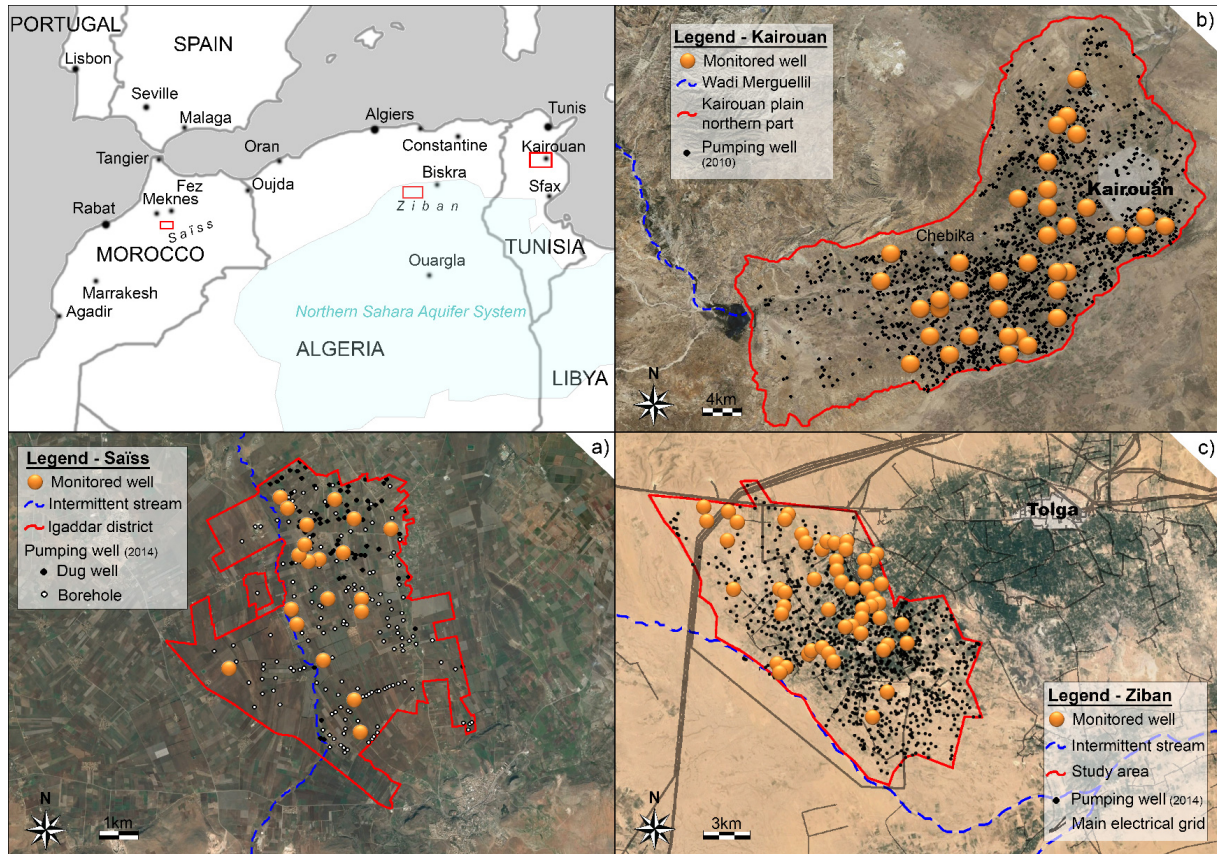 PORTUGAL
SPAIN
Lisbon
Seville
Malaga
Tangier
Algiers
Tunis
Oran
Constantine
Kairouan
Fez
Oujda
Biskra
Sfax
Meknes
Ziban
Rabat
Saïss
MOROCCO
TUNISIA
Ouargla
Marrakesh
Northern Sahara Aquifer System
Agadir
ALGERIA
LIBYA
b)
Legend - Kairouan
Monitored well
Wadi Merguellil
Kairouan plain
northern part
Pumping well
(2010)
Kairouan
Chebika
N
4km
a)
Legend - Saïss
Monitored well
Intermittent stream
Igaddar district
Pumping well (2014)
Dug well
Borehole
N
1km
c)
Tolga
Legend - Ziban
Monitored well
Intermittent stream
Study area
Pumping well (2014)
Main electrical grid
N
3km